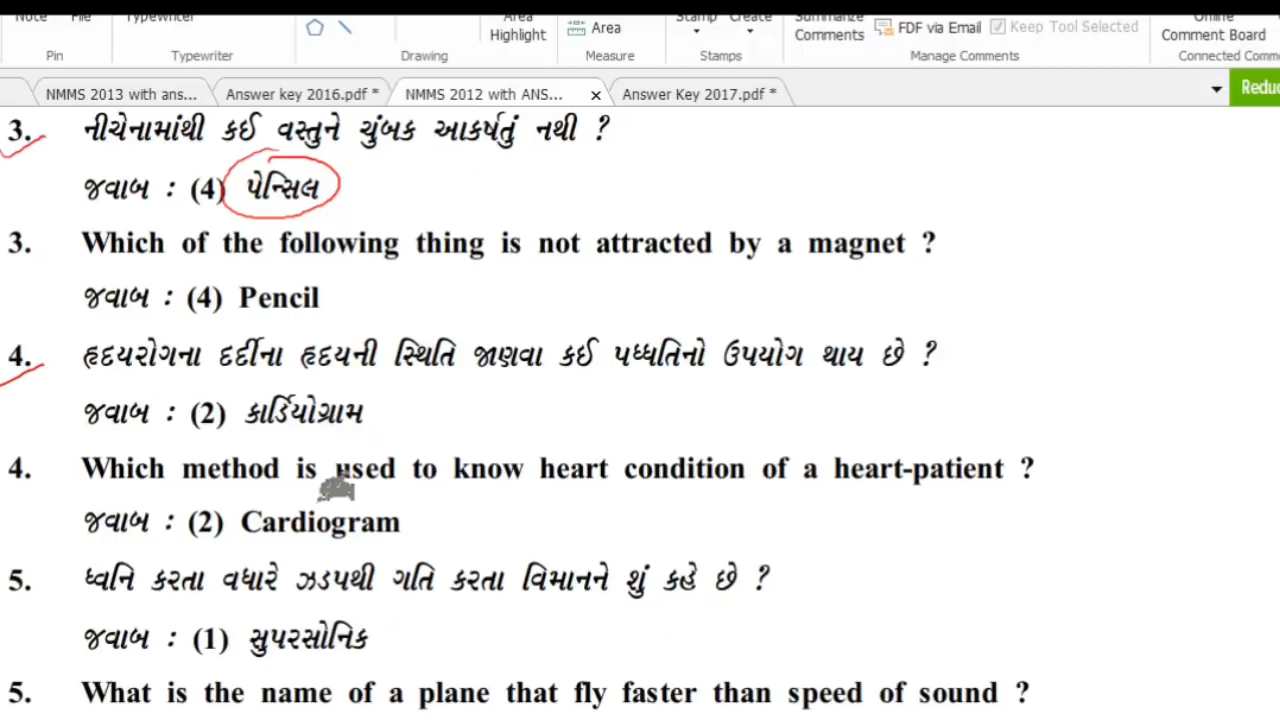 Note File Typewriter Area Stamp Create Summarize Online
Highlight Area Comments FDF via Email Keep Tool Selected Comment Board
Pin Typewriter Drawing Measure Stamps Manage Comments Connected Comm
NMMS 2013 with ans... Answer key 2016.pdf * NMMS 2012 with ANS... x Answer Key 2017.pdf * Reduc
3. નીચેનામાંથી કઈ વસ્તુને ચુંબક આકર્ષતું નથી ?
જવાબ : (4) પેન્સિલ
3. Which of the following thing is not attracted by a magnet ?
જવાબ : (4) Pencil
4. હૃદયરોગના દર્દીના હૃદયની સ્થિતિ જાણવા કઈ પધ્ધતિનો ઉપયોગ થાય છે ?
જવાબ : (2) કાર્ડિયોગ્રામ
4. Which method is used to know heart condition of a heart-patient ?
જવાબ : (2) Cardiogram
5. ધ્વનિ કરતા વધારે ઝડપથી ગતિ કરતા વિમાનને શું કહે છે ?
જવાબ : (1) સુપરસોનિક
5. What is the name of a plane that fly faster than speed of sound ?